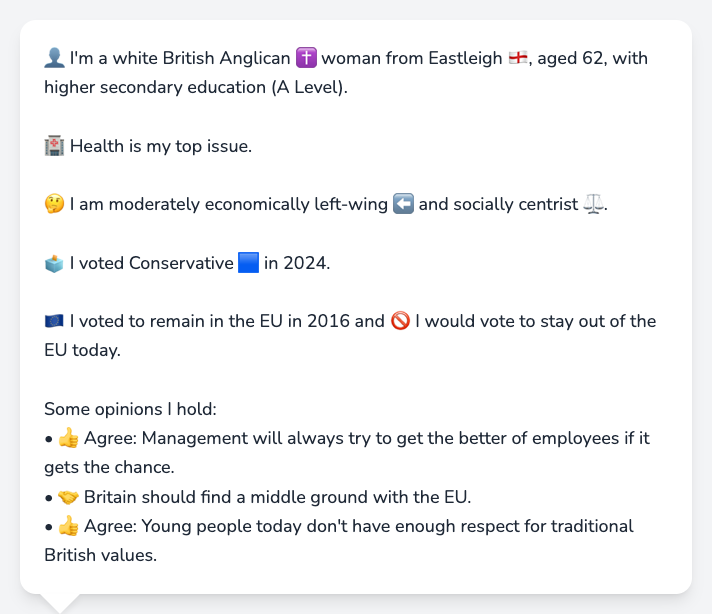 👤 I'm a white British Anglican ✝️ woman from Eastleigh 🏴󠁧󠁢󠁥󠁮󠁧󠁿, aged 62, with
higher secondary education (A Level).
🏥 Health is my top issue.
🤔 I am moderately economically left-wing ⬅️ and socially centrist ⚖️.
🗳️ I voted Conservative 🟦 in 2024.
🇪🇺 I voted to remain in the EU in 2016 and 🚫 I would vote to stay out of the
EU today.
Some opinions I hold:
• 👍 Agree: Management will always try to get the better of employees if it
gets the chance.
• 🤝 Britain should find a middle ground with the EU.
• 👍 Agree: Young people today don't have enough respect for traditional
British values.